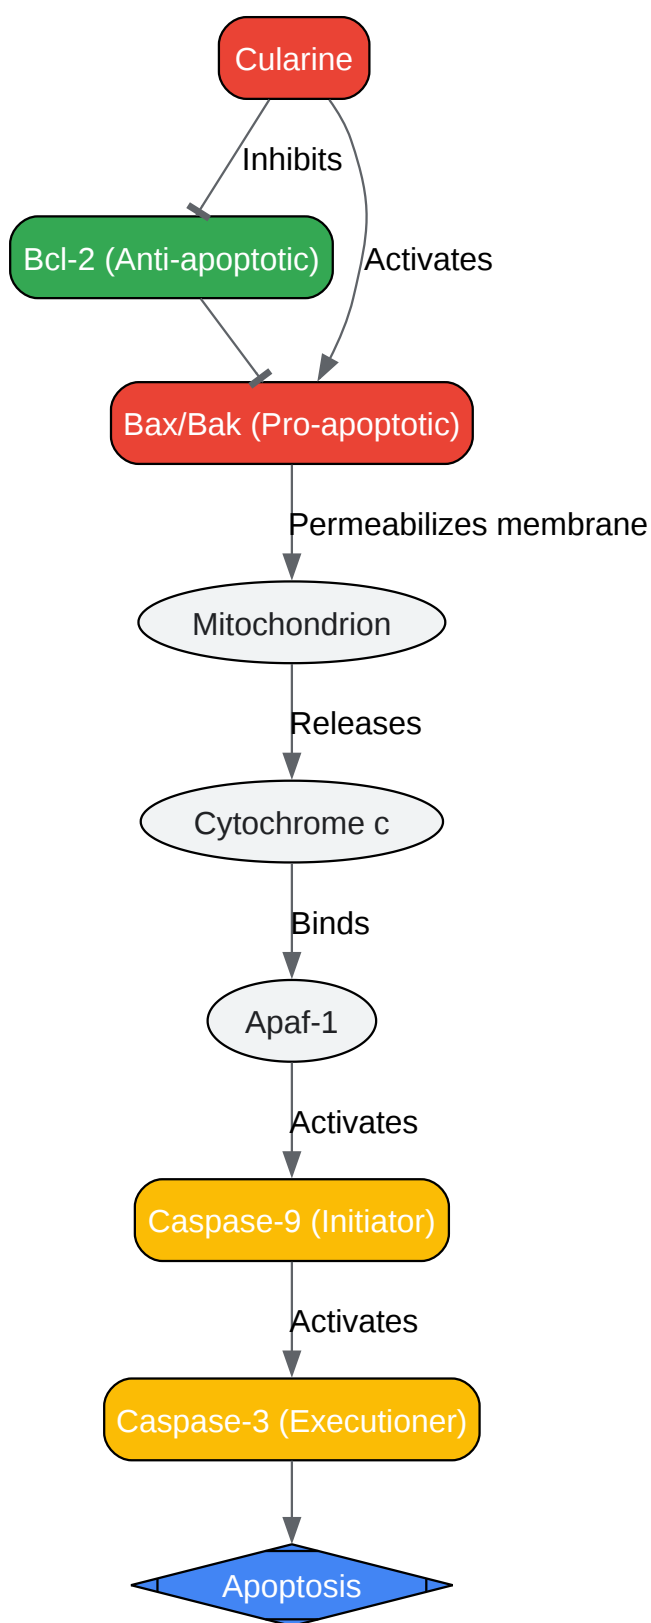 Cularine
Inhibits
Bcl-2 (Anti-apoptotic)
Activates
Bax/Bak (Pro-apoptotic)
Permeabilizes membrane
Mitochondrion
Releases
Cytochrome c
Binds
Apaf-1
Activates
Caspase-9 (Initiator)
Activates
Caspase-3 (Executioner)
Apoptosis